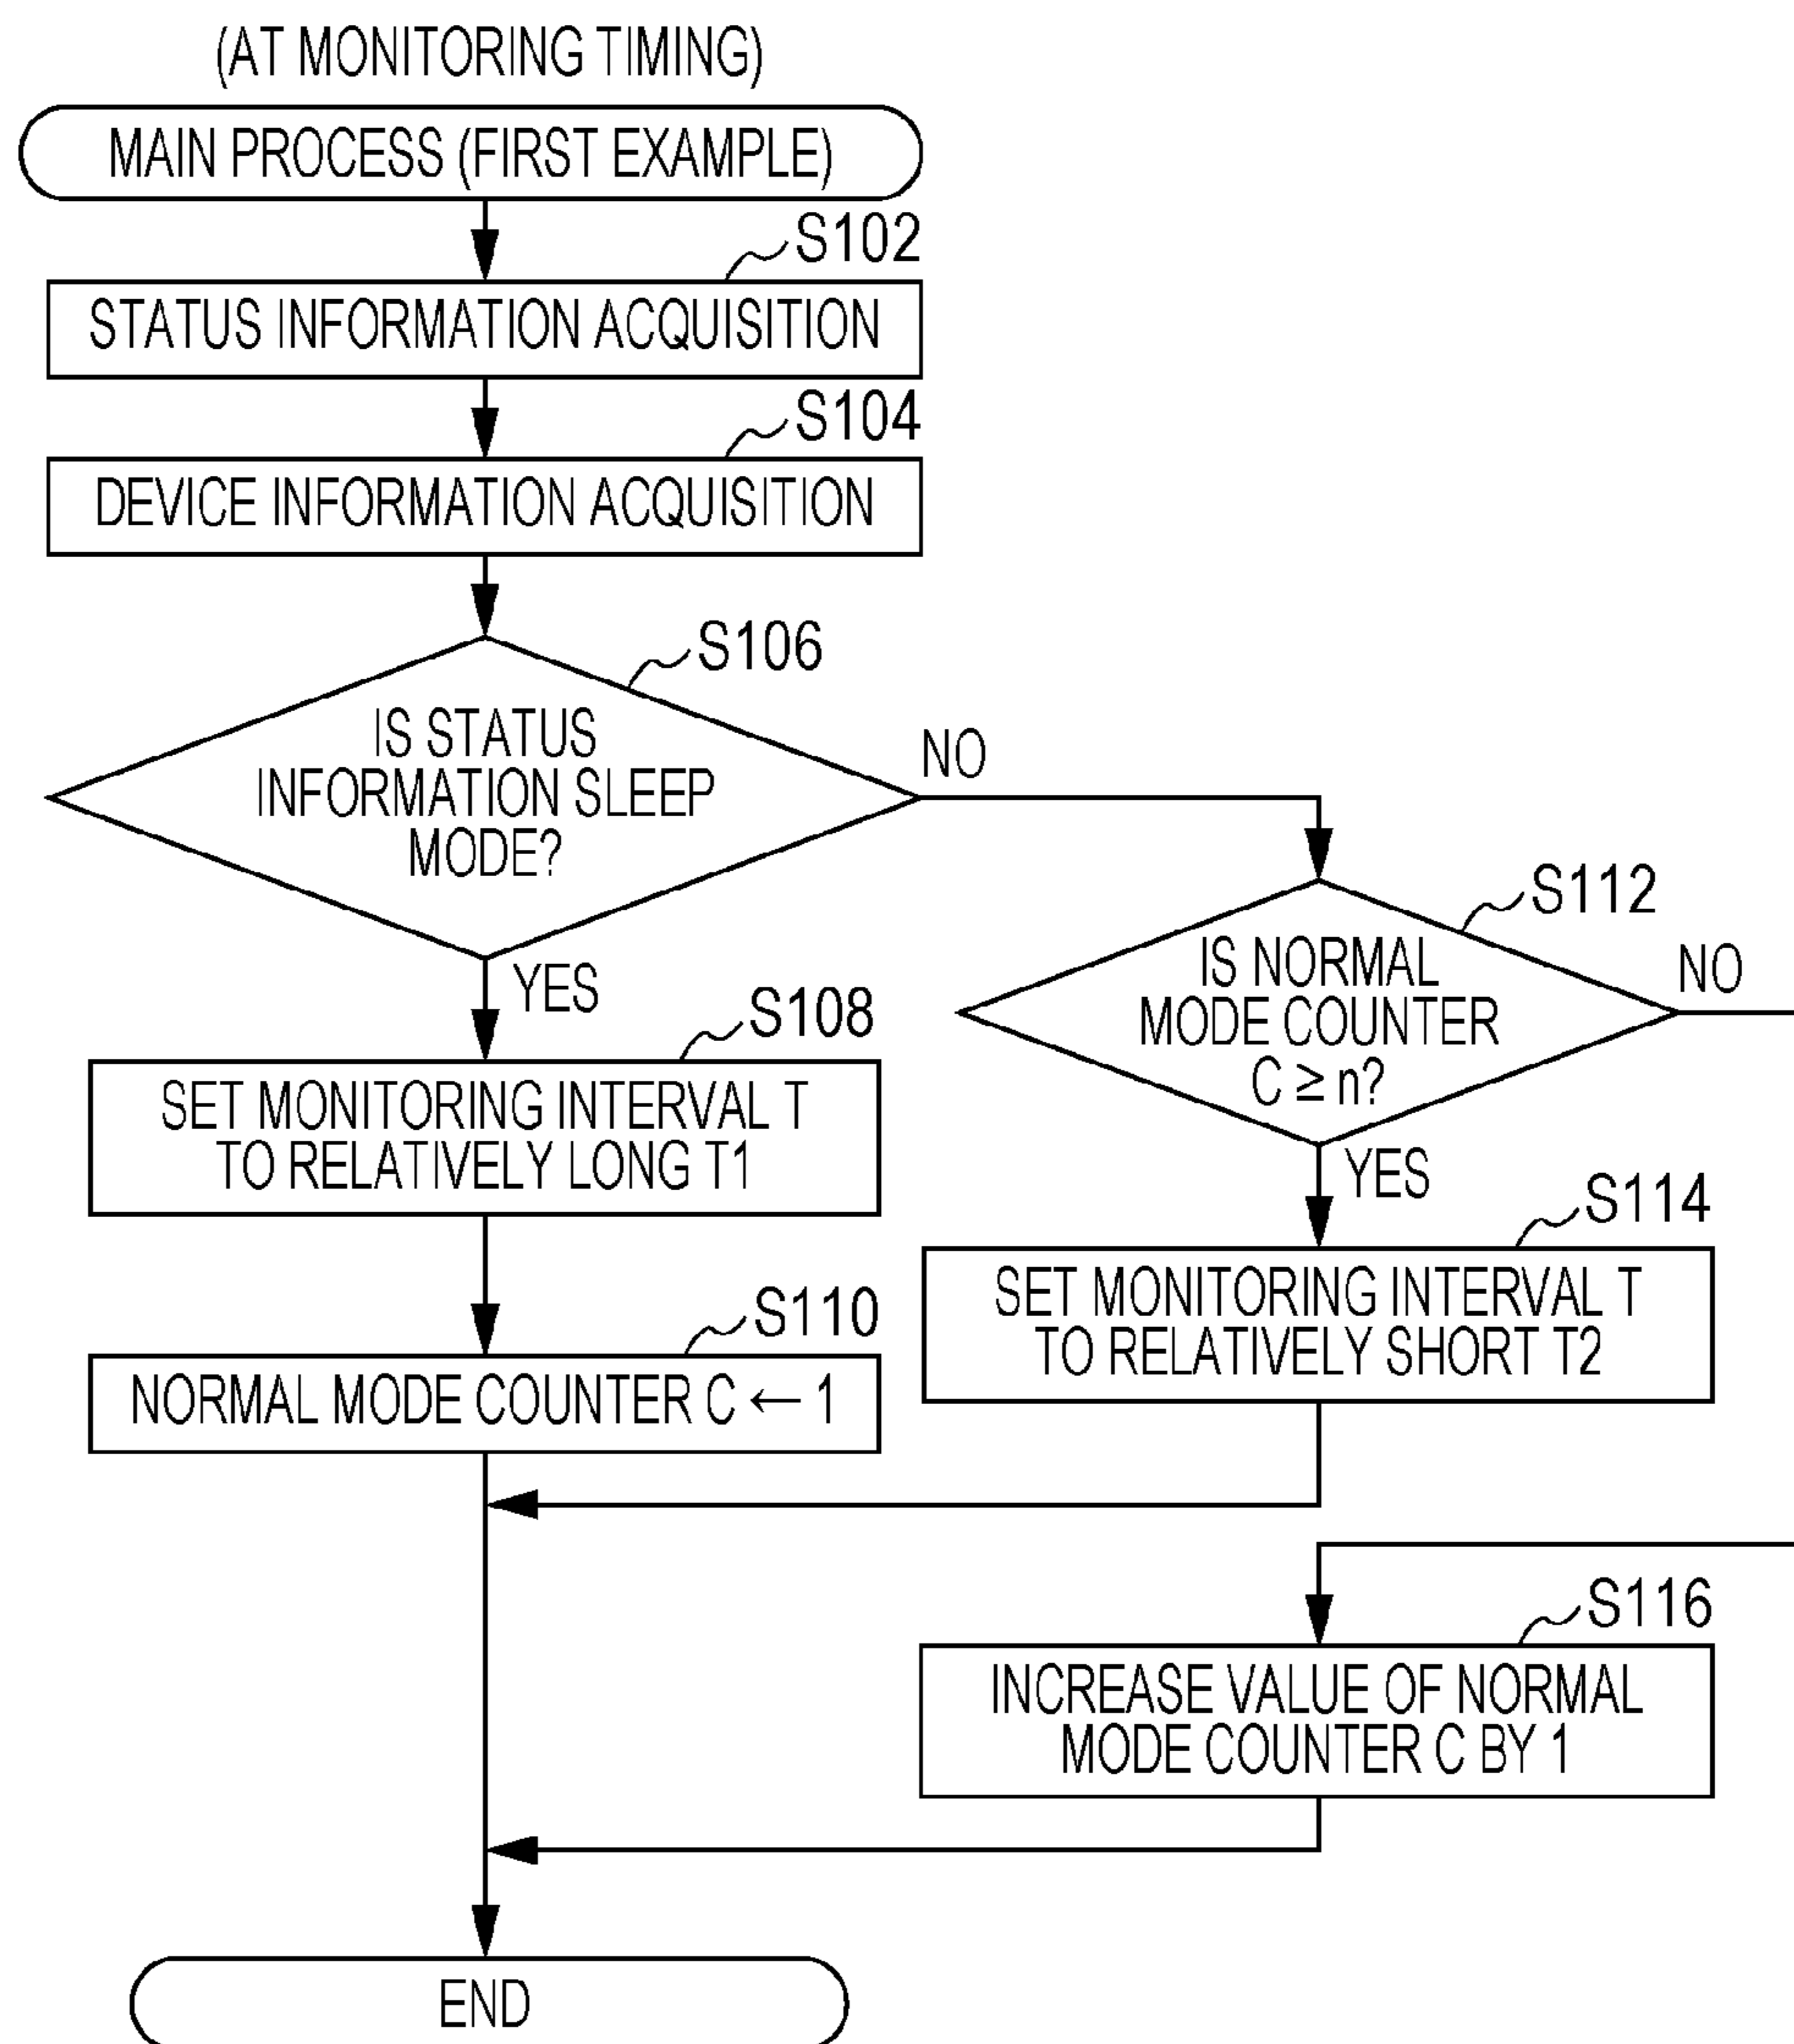 (AT MONITORING TIMING)
MAIN PROCESS (FIRST EXAMPLE)
S102
STATUS INFORMATION ACQUISITION
S104
DEVICE INFORMATION ACQUISITION
S106
IS STATUS
INFORMATION SLEEP
MODE?
NO
YES
S108
SET MONITORING INTERVAL T
TO RELATIVELY LONG T1
S110
NORMAL MODE COUNTER C ← 1
S112
IS NORMAL
MODE COUNTER
C ≥ n?
NO
YES
S114
SET MONITORING INTERVAL T
TO RELATIVELY SHORT T2
S116
INCREASE VALUE OF NORMAL
MODE COUNTER C BY 1
END